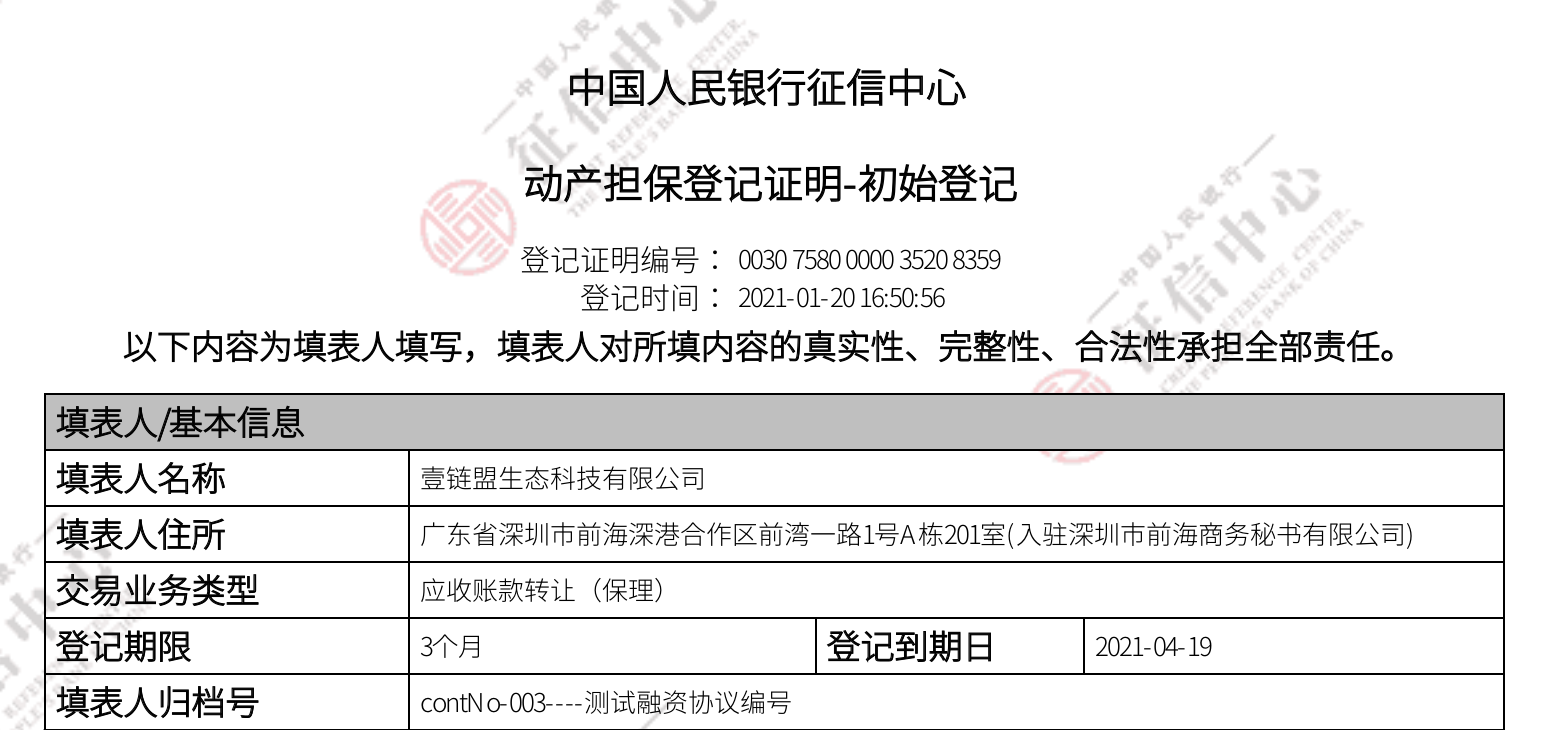 中国人民银行征信中心
动产担保登记证明-初始登记
登记证明编号： 0030 7580 0000 3520 8359
登记时间： 2021-01-20 16:50:56
以下内容为填表人填写，填表人对所填内容的真实性、完整性、合法性承担全部责任。
填表人/基本信息
填表人名称 壹链盟生态科技有限公司
填表人住所 广东省深圳市前海深港合作区前湾一路1号A栋201室(入驻深圳市前海商务秘书有限公司)
交易业务类型 应收账款转让（保理）
登记期限 3个月 登记到期日 2021-04-19
填表人归档号 contNo-003----测试融资协议编号